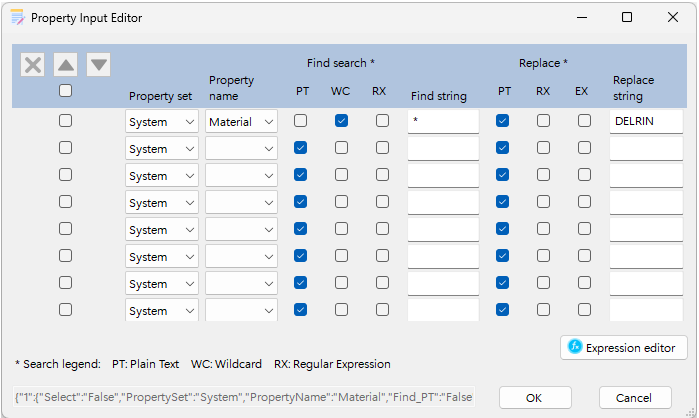 Property Input Editor
Find search *
Replace *
Property set
Property name
PT
WC
RX
Find string
PT
RX
EX
Replace string
System
Material
*
DELRIN
System
System
System
System
System
System
System
Expression editor
* Search legend: PT: Plain Text WC: Wildcard RX: Regular Expression
{"1":{"Select":"False","PropertySet":"System","PropertyName":"Material","Find_PT":"False"
OK
Cancel